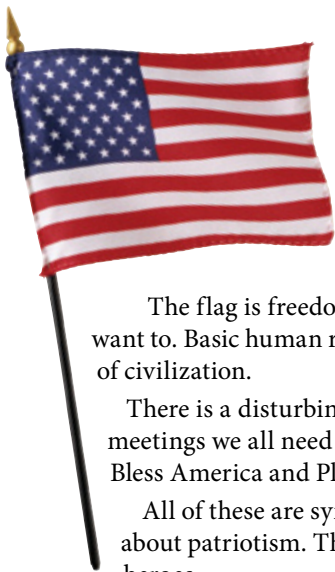 The flag is freedo
want to. Basic human r
of civilization.
There is a disturbin
meetings we all need
Bless America and Pl
All of these are sy
about patriotism. Th